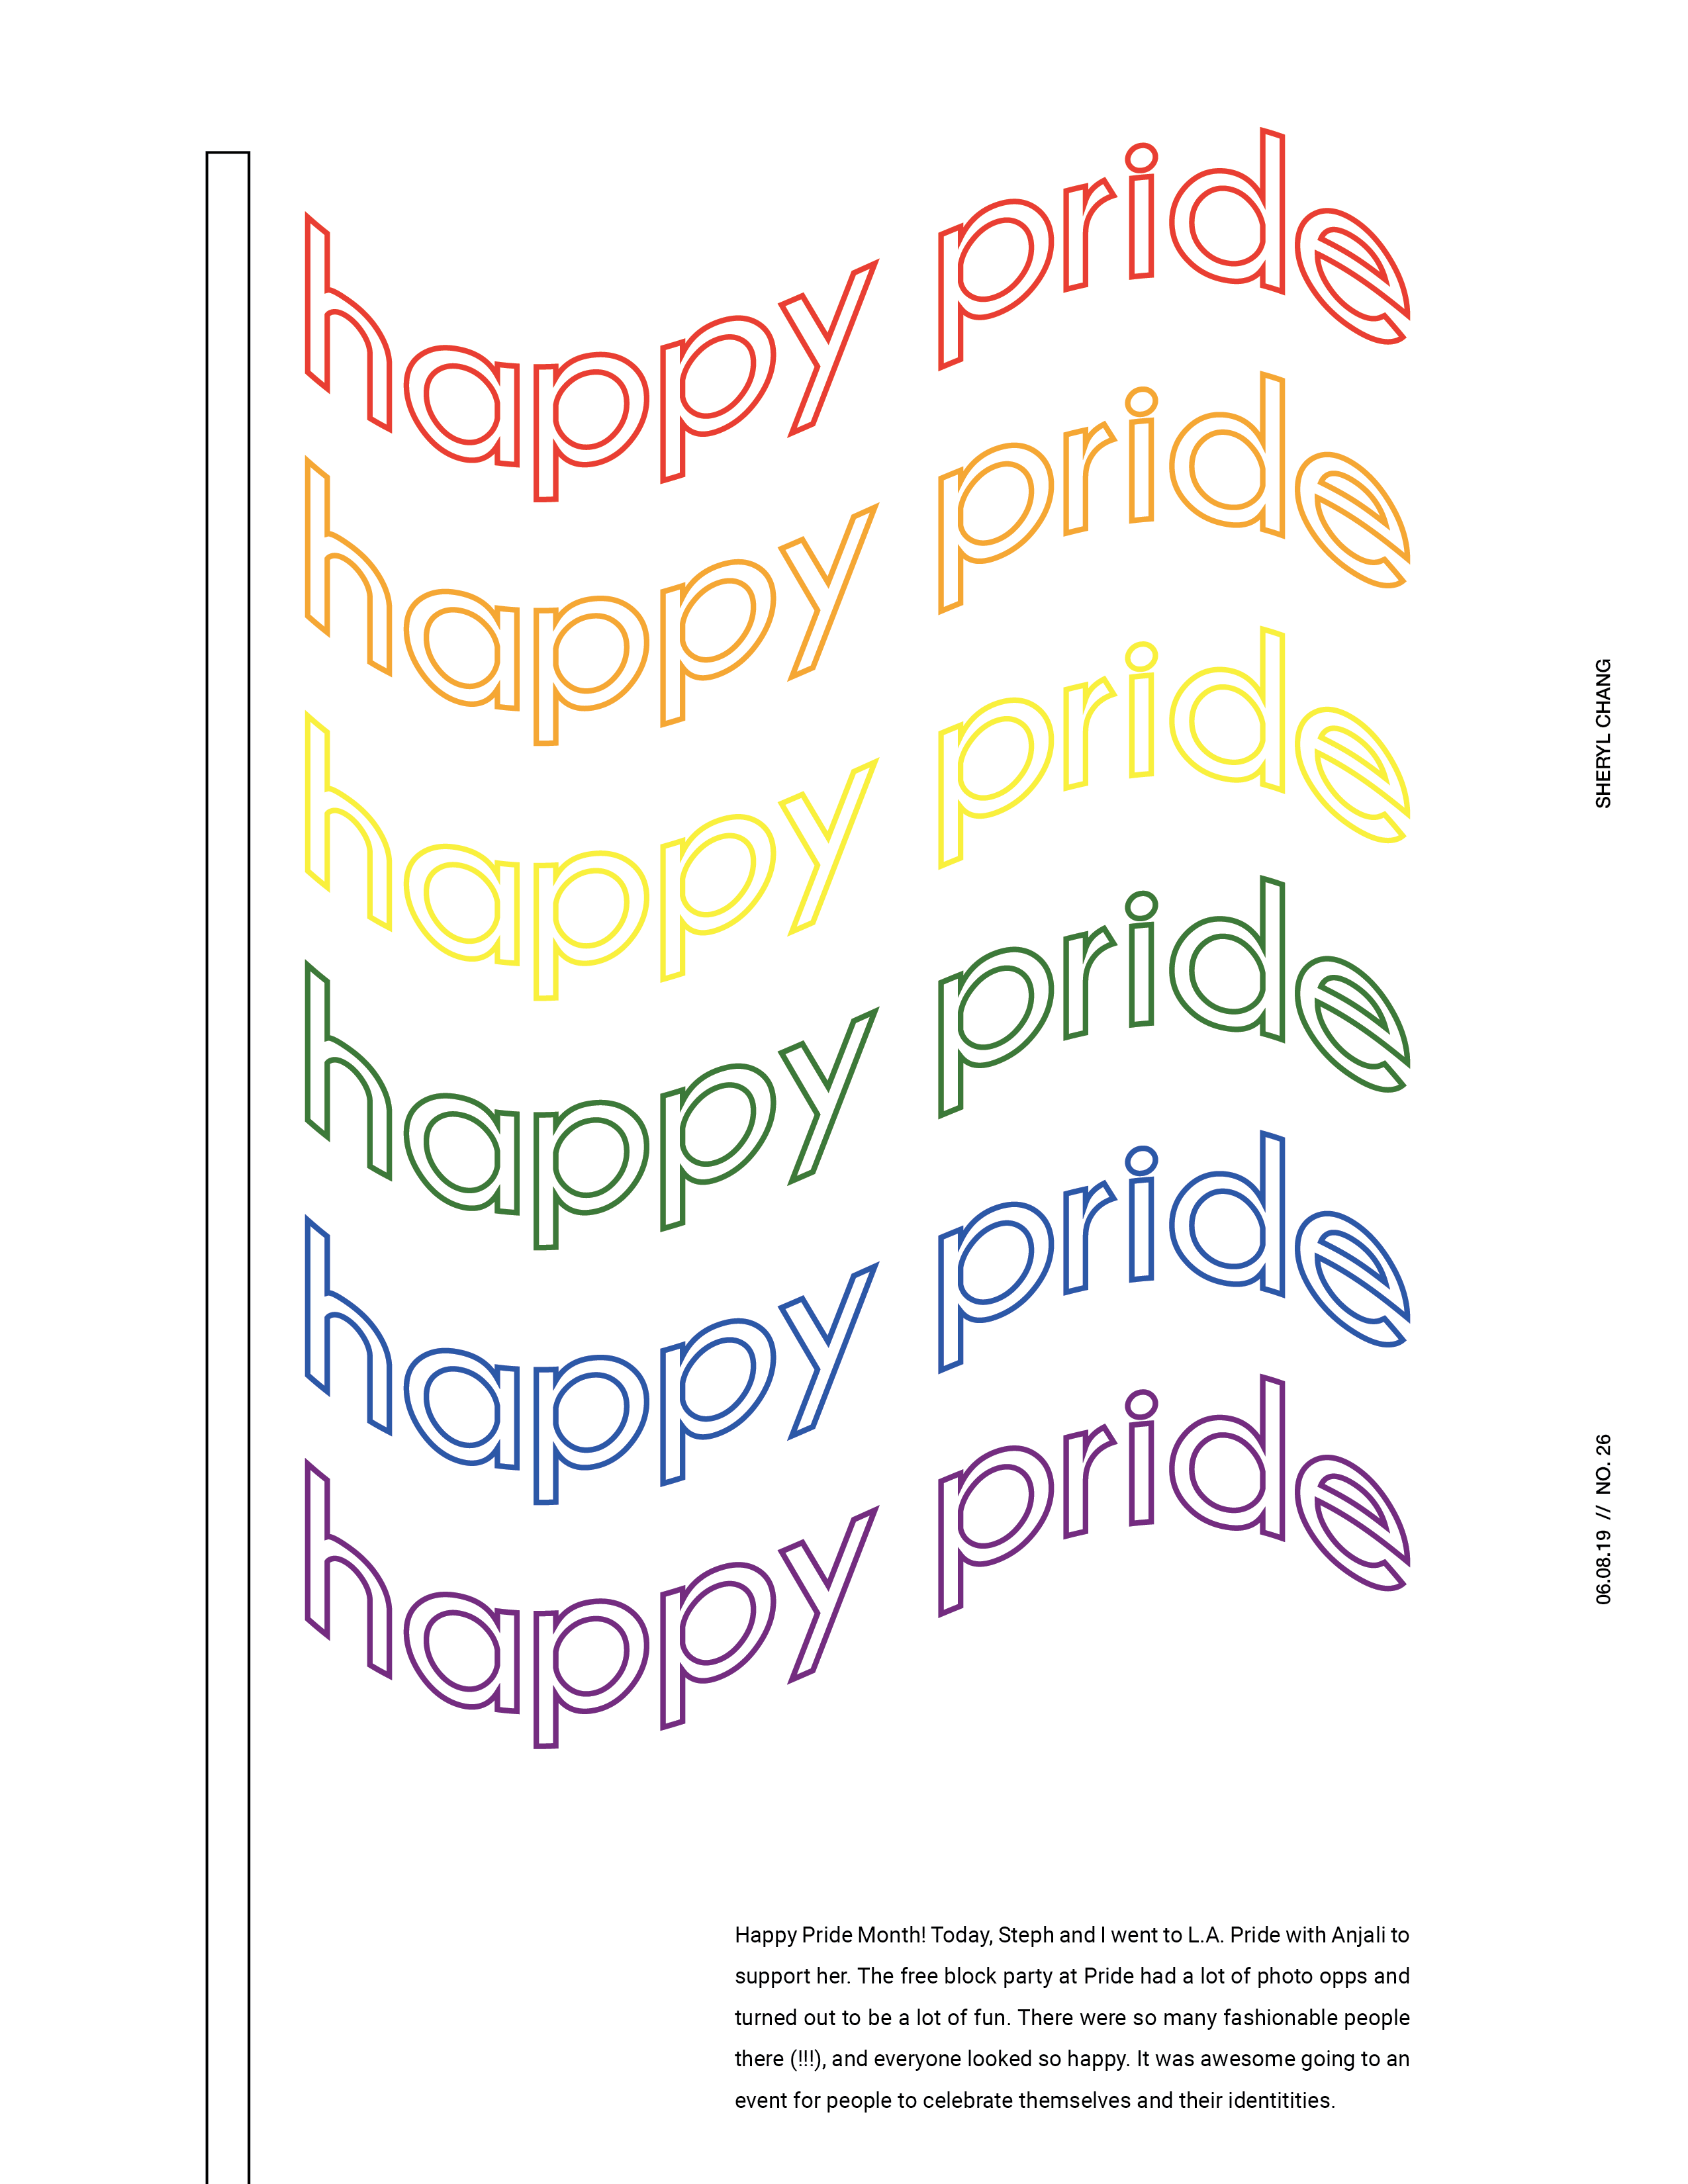 happy pride
happy pride
happy pride
happy pride
happy pride
happy pride
SHERYL CHANG
06.08.19 // NO. 26
Happy Pride Month! Today, Steph and I went to L.A. Pride with Anjali to
support her. The free block party at Pride had a lot of photo opps and
turned out to be a lot of fun. There were so many fashionable people
there (!!!), and everyone looked so happy. It was awesome going to an
event for people to celebrate themselves and their identitities.